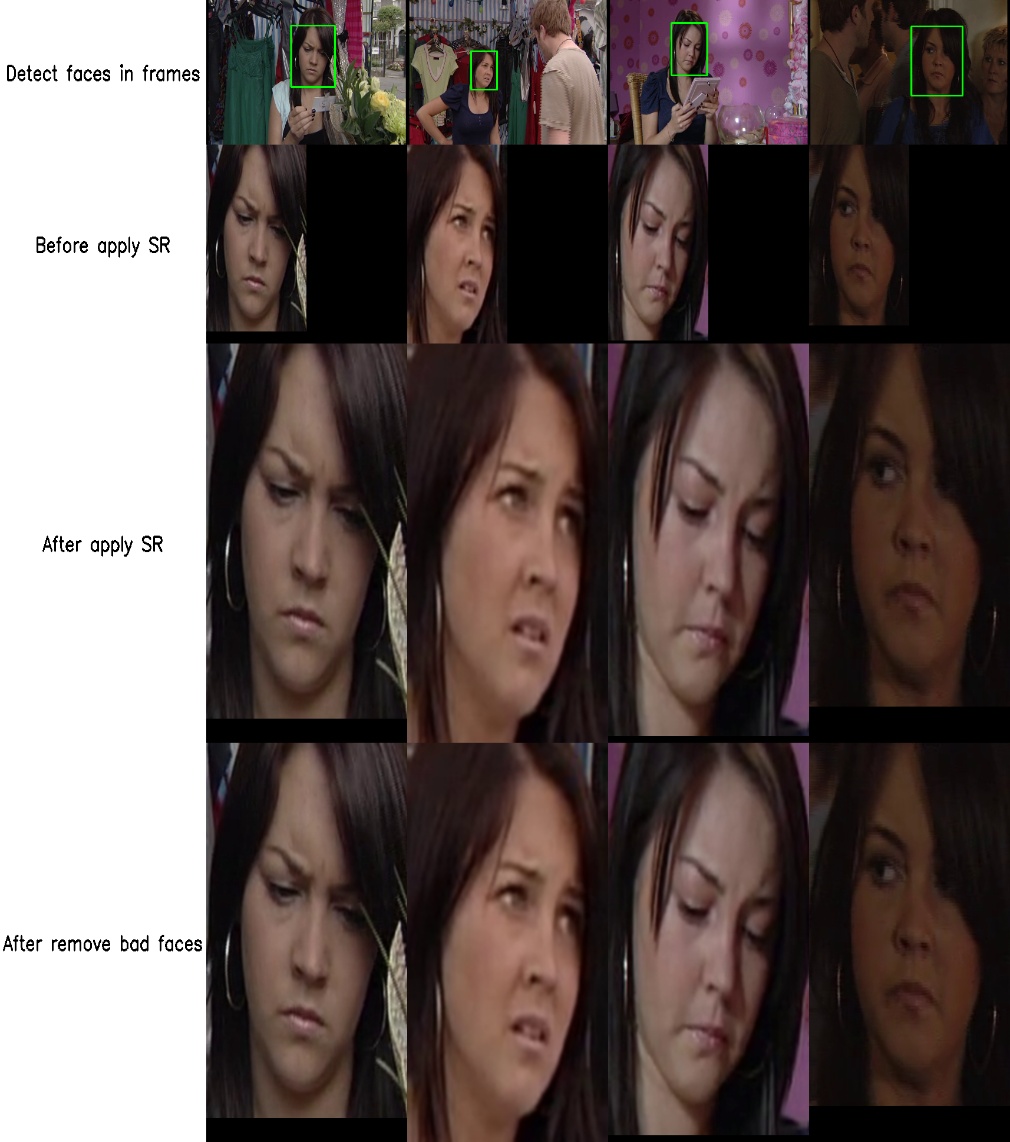 Detect faces in frames
Before apply SR
After apply SR
After remove bad faces